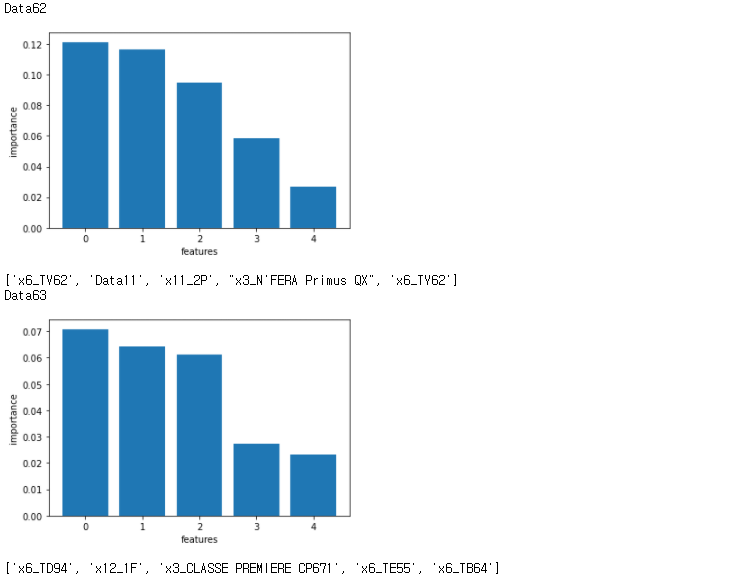 Data62
0.12
0.10
0.08
0.06
0.04
0.02
0.00
importance
0 1 2 3 4
features
['x6_TV62', 'Data11', 'x11_2P', "x3_N'FERA Primus QX", 'x6_TY62']
Data63
0.07
0.06
0.05
0.04
0.03
0.02
0.01
0.00
importance
0 1 2 3 4
features
['x6_TD94', 'x12_1F', 'x3_CLASSE PREMIERE CP671', 'x6_TE55', 'x6_TB64']